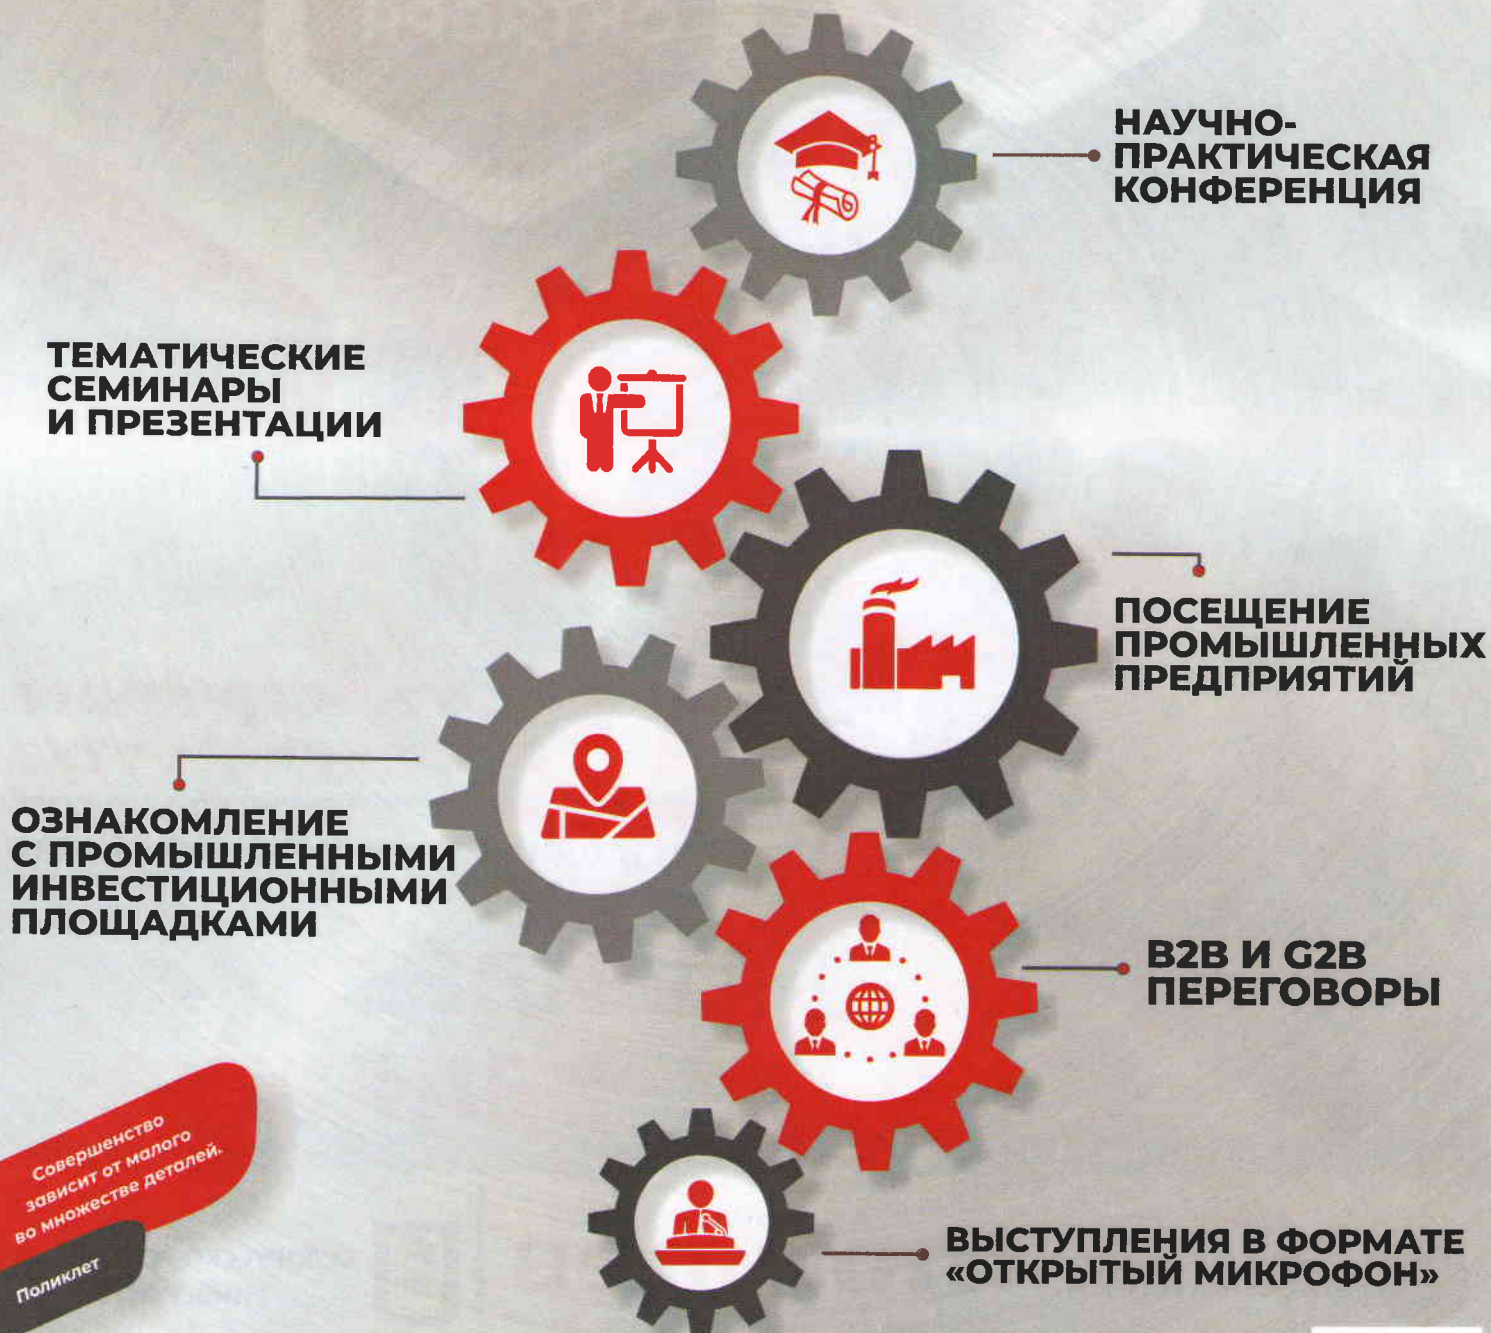 НАУЧНО-
ПРАКТИЧЕСКАЯ
КОНФЕРЕНЦИЯ
ТЕМАТИЧЕСКИЕ
СЕМИНАРЫ
И ПРЕЗЕНТАЦИИ
ПОСЕЩЕНИЕ
ПРОМЫШЛЕННЫХ
ПРЕДПРИЯТИЙ
ОЗНАКОМЛЕНИЕ
С ПРОМЫШЛЕННЫМИ
ИНВЕСТИЦИОННЫМИ
ПЛОЩАДКАМИ
B2B И G2B
ПЕРЕГОВОРЫ
Совершенство
зависит от малого
во множестве деталей.
Поликлет
ВЫСТУПЛЕНИЯ В ФОРМАТЕ
«ОТКРЫТЫЙ МИКРОФОН»